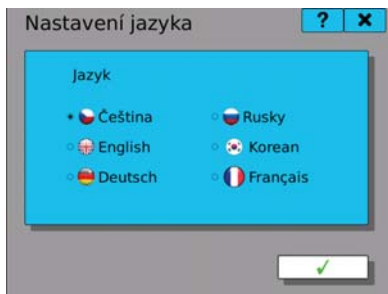 Nastavení jazyka
?
Jazyk
Čeština
Rusky
English
Korean
Deutsch
Français